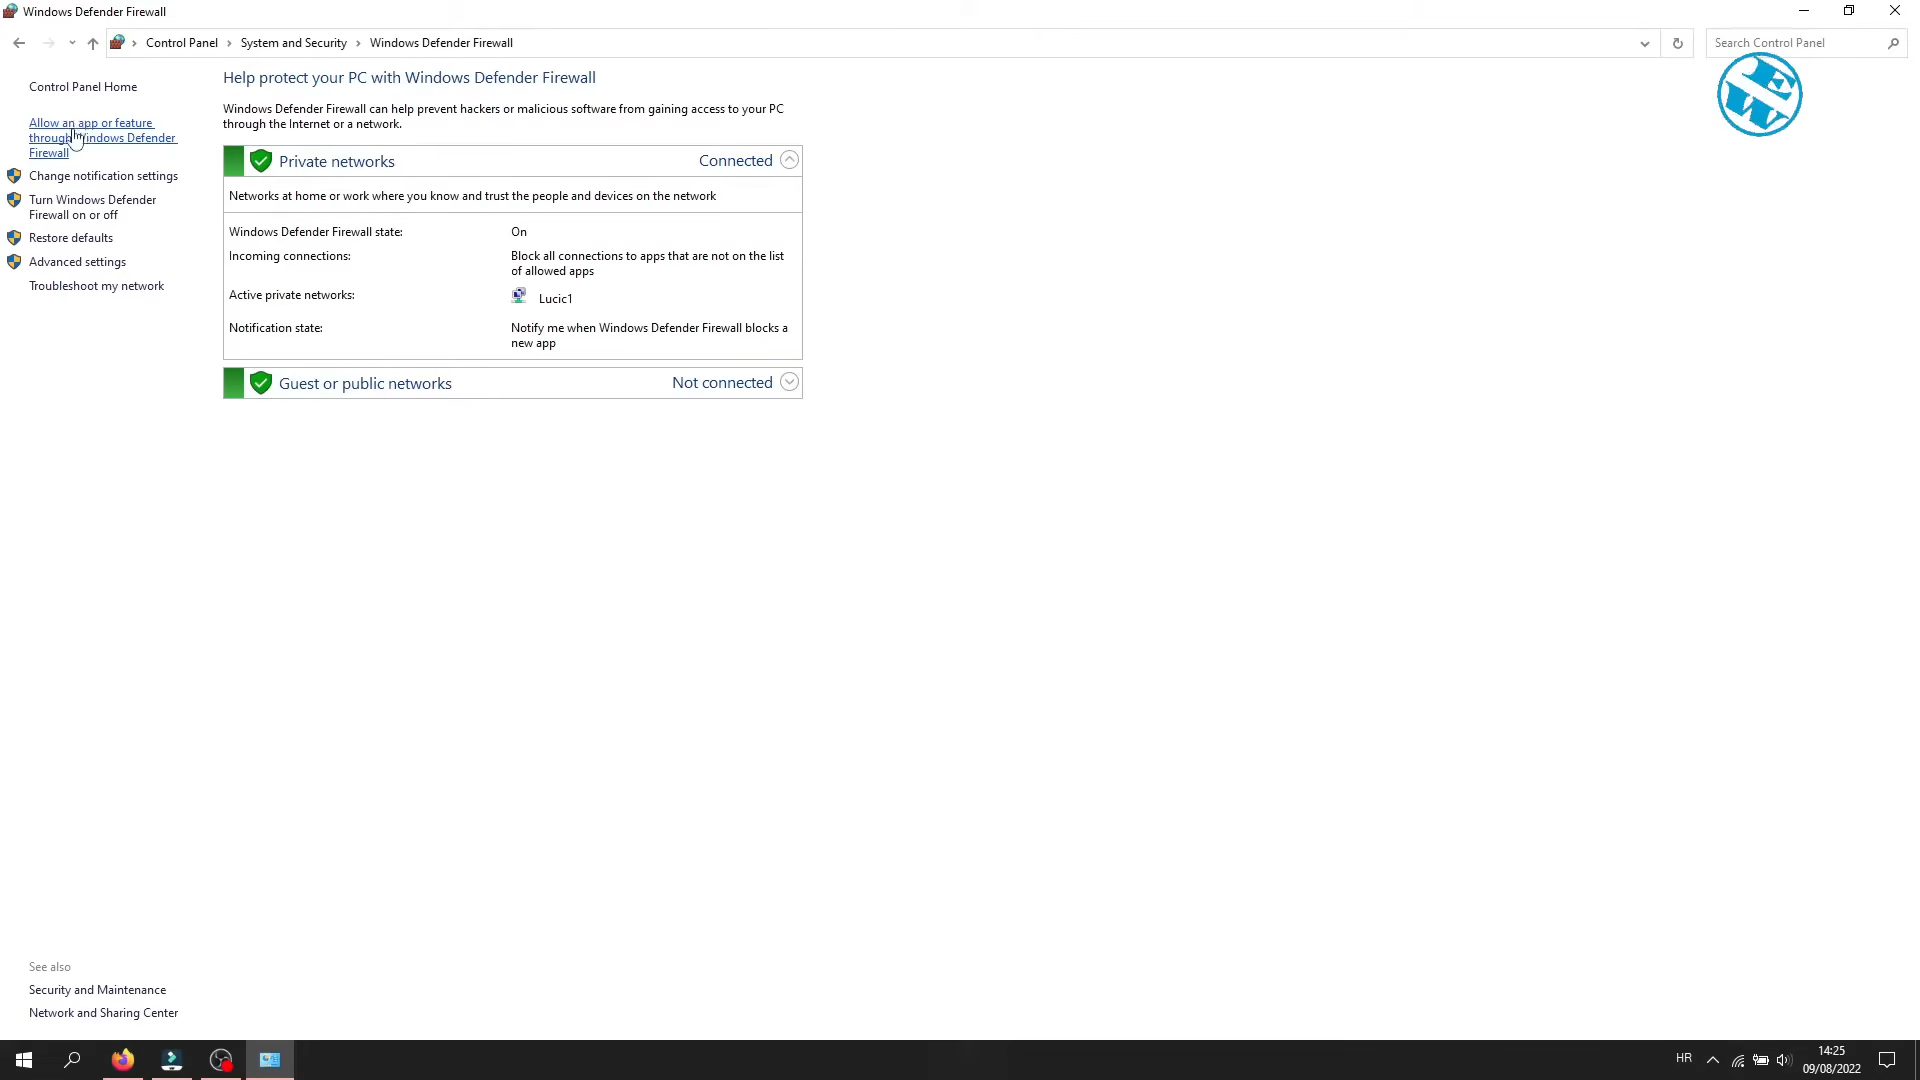 Windows Defender Firewall
Control Panel > System and Security > Windows Defender Firewall
Search Control Panel
Control Panel Home
Allow an app or feature
through Windows Defender
Firewall
Change notification settings
Turn Windows Defender
Firewall on or off
Restore defaults
Advanced settings
Troubleshoot my network
Help protect your PC with Windows Defender Firewall
Windows Defender Firewall can help prevent hackers or malicious software from gaining access to your PC
through the Internet or a network.
Private networks Connected
Networks at home or work where you know and trust the people and devices on the network
Windows Defender Firewall state: On
Incoming connections: Block all connections to apps that are not on the list
of allowed apps
Active private networks: Lucic1
Notification state: Notify me when Windows Defender Firewall blocks a
new app
Guest or public networks Not connected
See also
Security and Maintenance
Network and Sharing Center
HR
14:25
09/08/2022